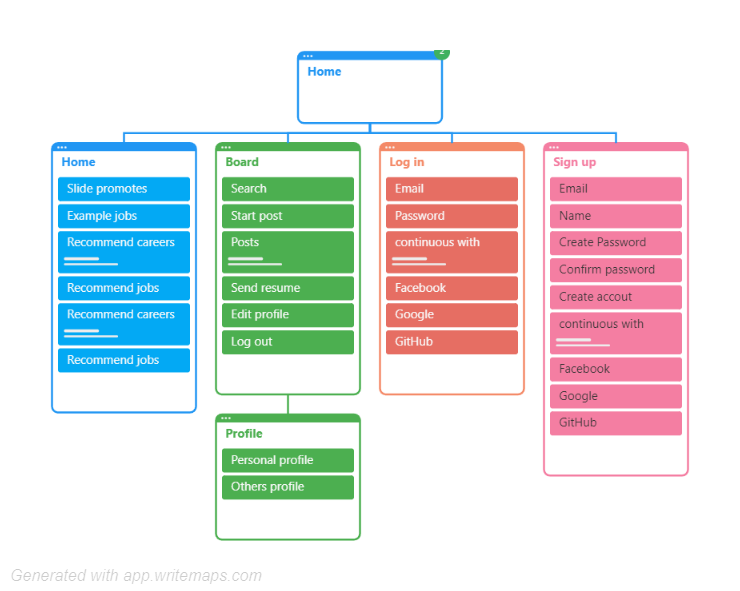 2
Home
Home
Slide promotes
Example jobs
Recommend careers
Recommend jobs
Recommend careers
Recommend jobs
Board
Search
Start post
Posts
Send resume
Edit profile
Log out
Profile
Personal profile
Others profile
Log in
Email
Password
continuous with
Facebook
Google
GitHub
Sign up
Email
Name
Create Password
Confirm password
Create accout
continuous with
Facebook
Google
GitHub
Generated with app.writemaps.com